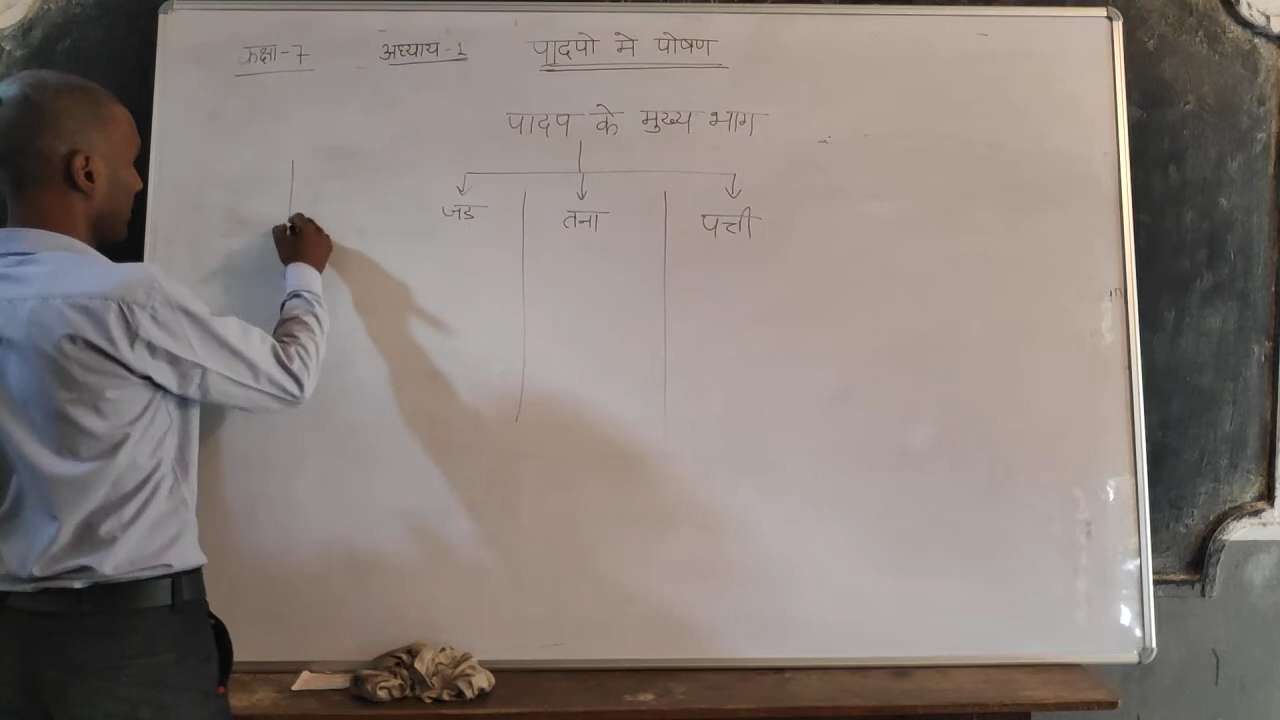 कक्षा-7 अध्याय-1 पादपो मे पोषण
पादप के मुख्य भाग
जड तना पत्ती